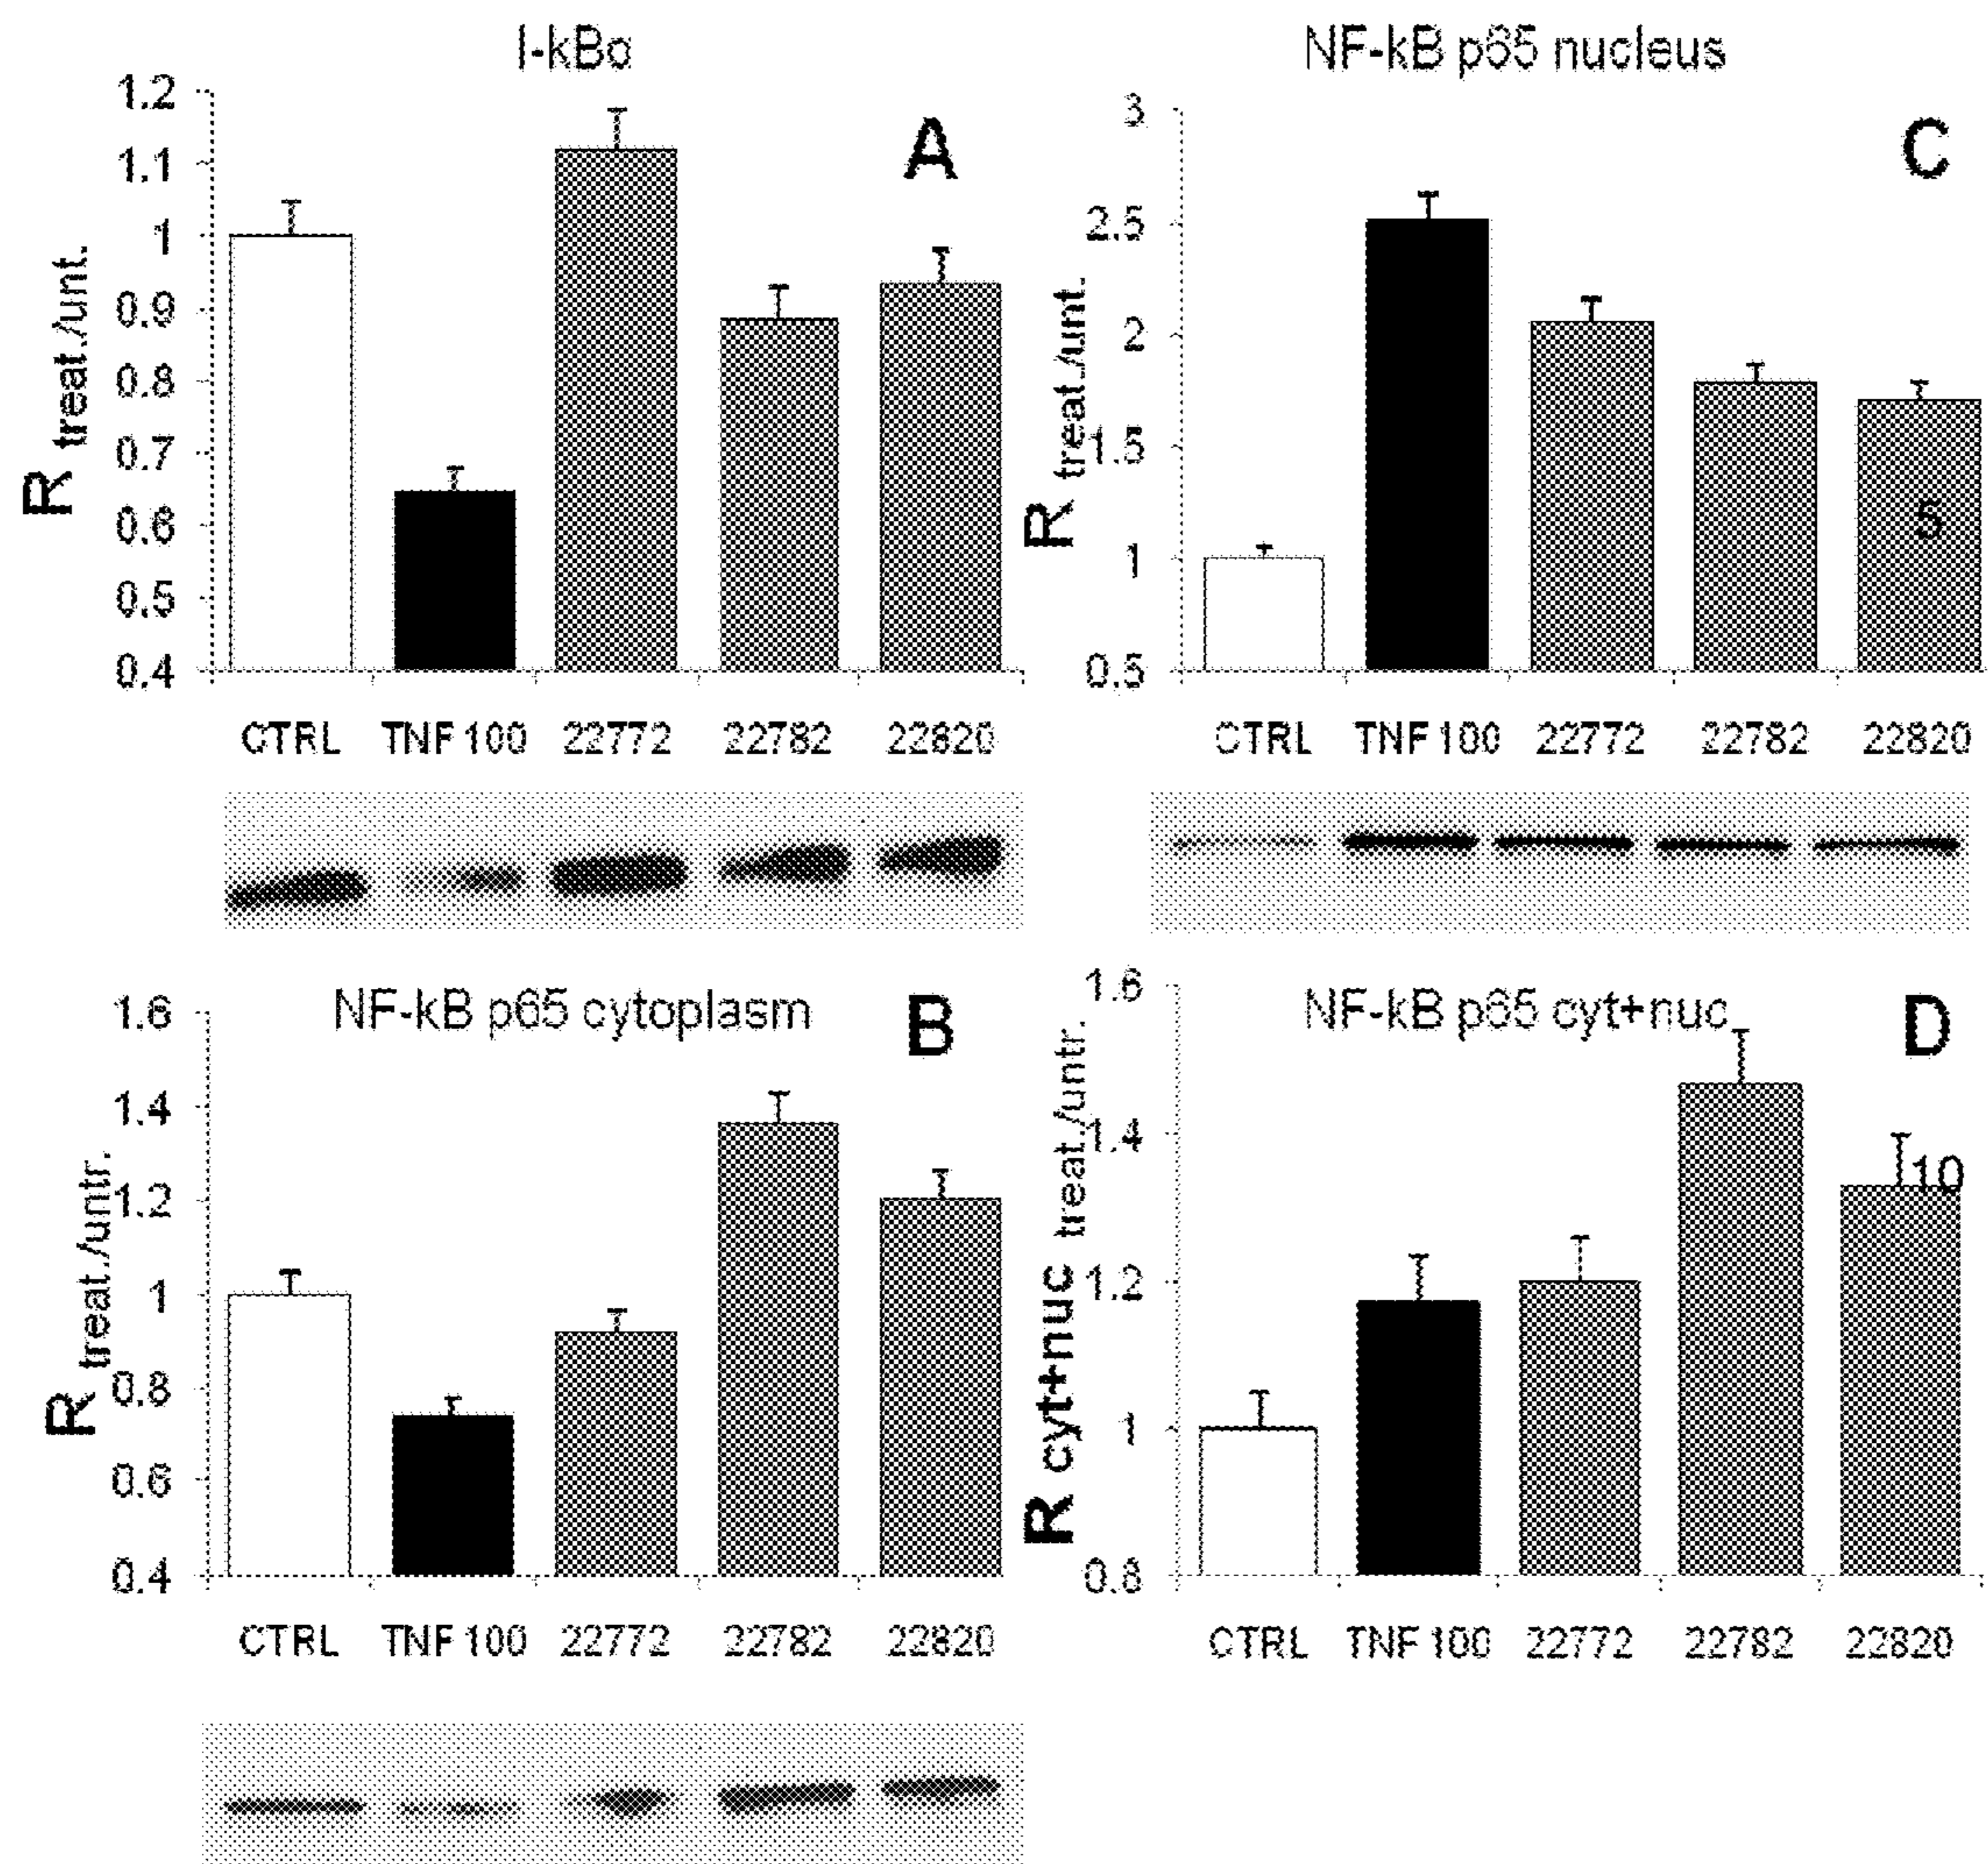 I-kBα
A
1.2
1.1
1
0.9
0.8
0.7
0.6
0.5
0.4
R treat./unt.
CTRL TNF 100 22772 22782 22820
NF-kB p65 nucleus
C
3
2.5
2
1.5
1
0.5
R treat./unt.
5
CTRL TNF 100 22772 22782 22820
NF-kB p65 cytoplasm
B
1.6
1.4
1.2
1
0.8
0.6
0.4
R treat./untr.
CTRL TNF 100 22772 22782 22820
NF-kB p65 cyt+nuc
D
1.6
1.4
1.2
1
0.8
R cyt+nuc treat./untr.
10
CTRL TNF 100 22772 22782 22820